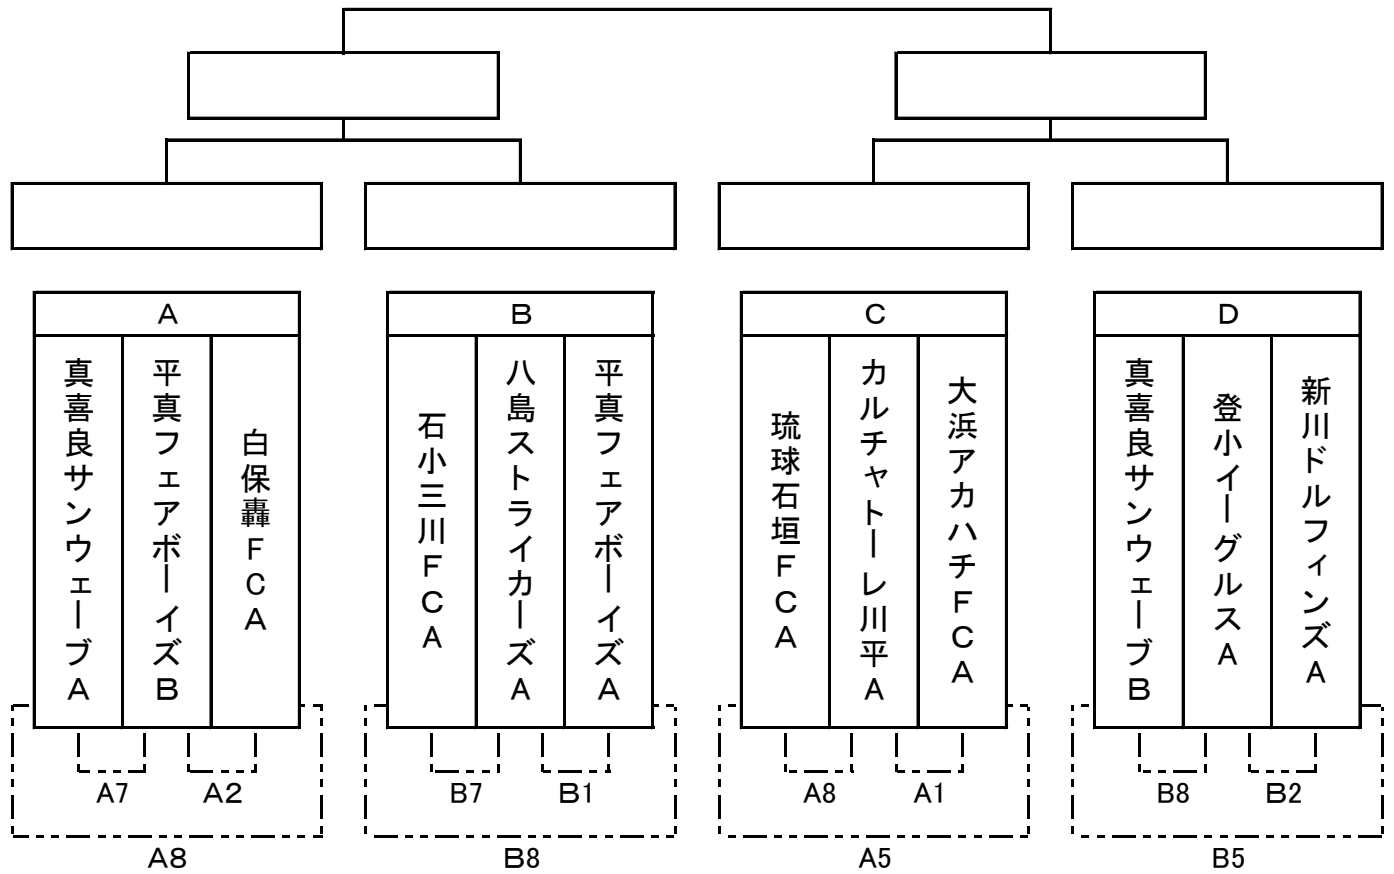 A
B
C
D
真喜良サンウェーブA
平真フェアボーイズB
白保轟FCA
石小三川FCA
八島ストライカーズA
平真フェアボーイズA
琉球石垣FCA
カルチャトーレ川平A
大浜アカハチFCA
真喜良サンウェーブB
登小イーグルスA
新川ドルフィンズA
A7
A2
B7
B1
A8
A1
B8
B2
A8
B8
A5
B5